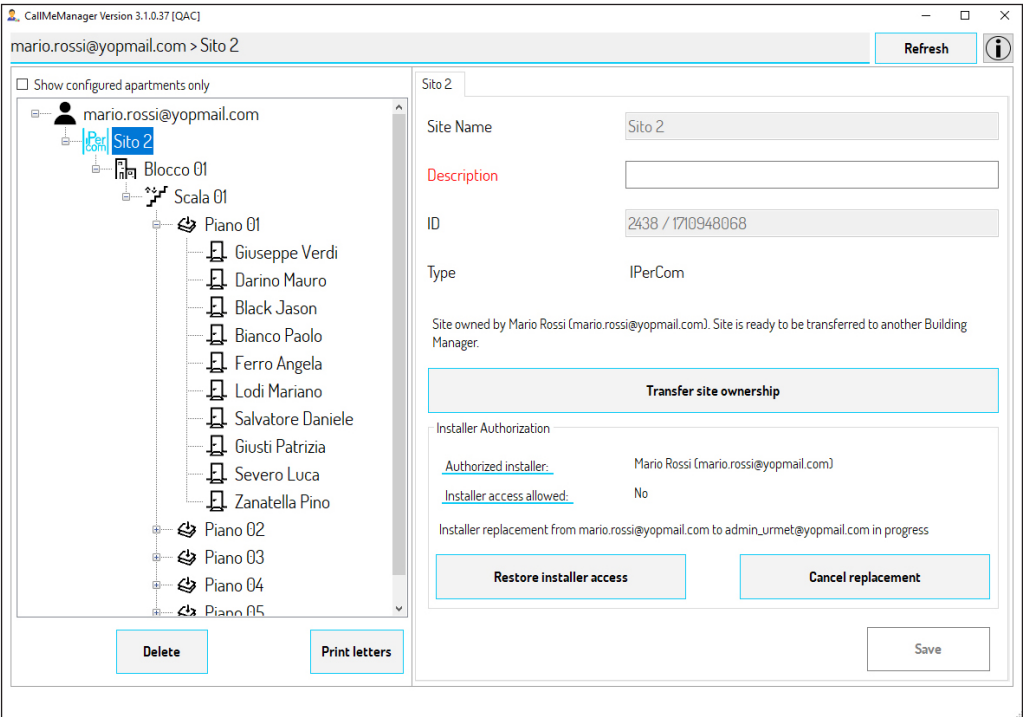 CallMeManager Version 3.1.0.37 [QAC]
mario.rossi@yopmail.com > Sito 2
Refresh
Show configured apartments only
mario.rossi@yopmail.com
iPer
com
Sito 2
Blocco 01
Scala 01
Piano 01
Giuseppe Verdi
Darino Mauro
Black Jason
Bianco Paolo
Ferro Angela
Lodi Mariano
Salvatore Daniele
Giusti Patrizia
Severo Luca
Zanatella Pino
Piano 02
Piano 03
Piano 04
Piano 05
Delete
Print letters
Sito 2
Site Name
Sito 2
Description
ID
2438 / 1710948068
Type
IPerCom
Site owned by Mario Rossi (mario.rossi@yopmail.com). Site is ready to be transferred to another Building
Manager.
Transfer site ownership
Installer Authorization
Authorized installer:
Mario Rossi (mario.rossi@yopmail.com)
Installer access allowed:
No
Installer replacement from mario.rossi@yopmail.com to admin_urmet@yopmail.com in progress
Restore installer access
Cancel replacement
Save